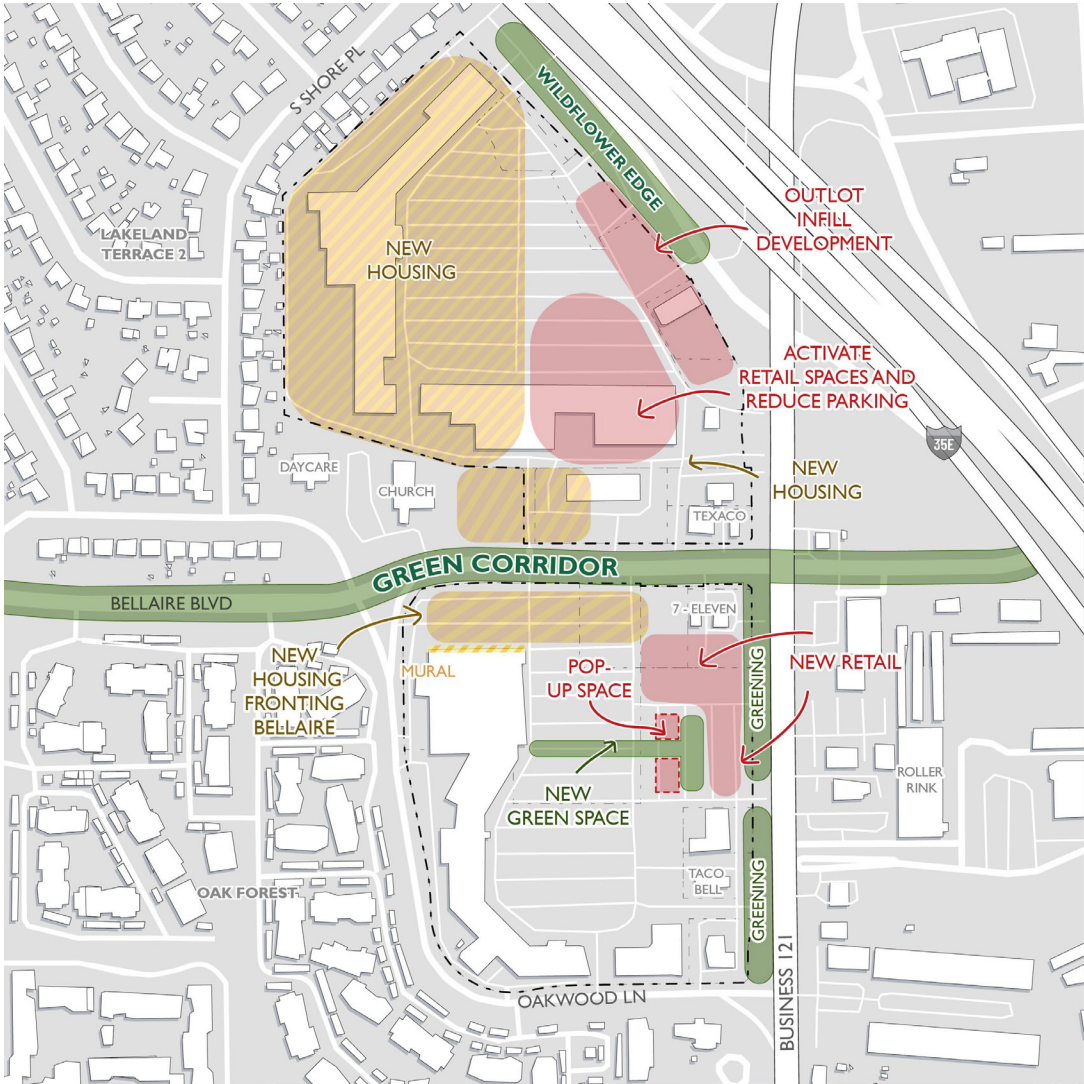 S SHORE PL
WILDFLOWER EDGE
OUTLOT
INFILL
DEVELOPMENT
LAKELAND
TERRACE 2
NEW
HOUSING
ACTIVATE
RETAIL SPACES AND
REDUCE PARKING
35E
DAYCARE
CHURCH
NEW
HOUSING
TEXACO
GREEN CORRIDOR
BELLAIRE BLVD
7 - ELEVEN
NEW
HOUSING
FRONTING
BELLAIRE
MURAL
POP-
UP SPACE
NEW RETAIL
GREENING
NEW
GREEN SPACE
ROLLER
RINK
OAK FOREST
TACO
BELL
GREENING
BUSINESS 121
OAKWOOD LN